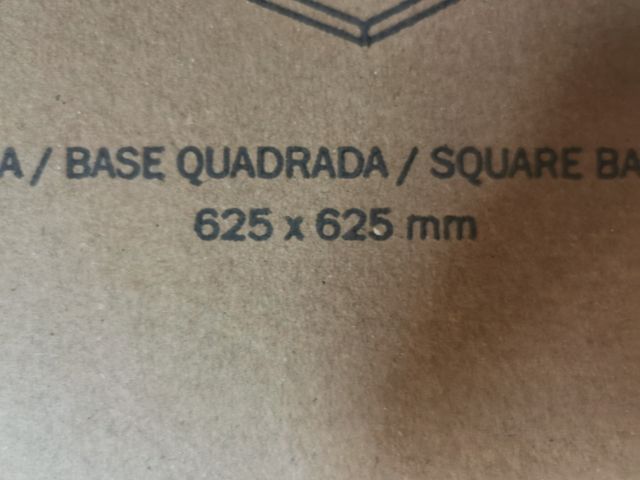 A / BASE QUADRADA / SQUARE BA
625 x 625 mm